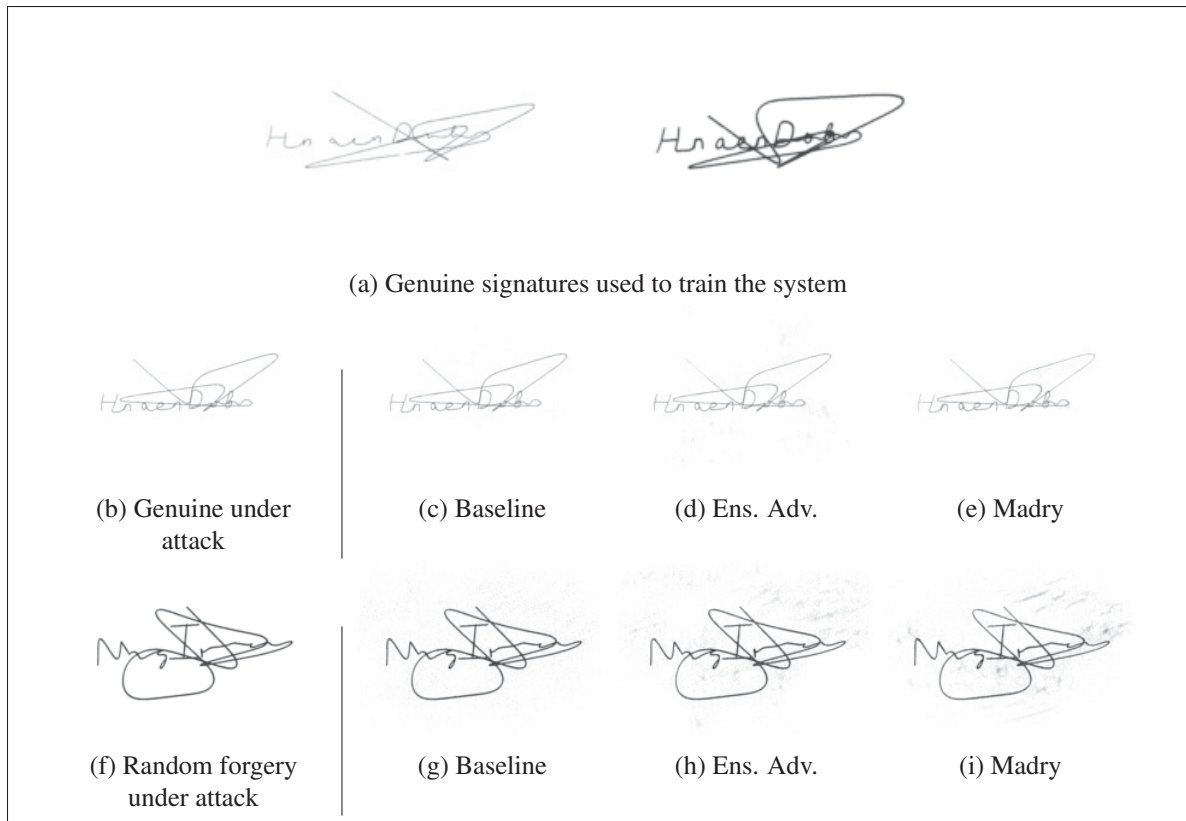 (a) Genuine signatures used to train the system
(b) Genuine under
attack
(c) Baseline
(d) Ens. Adv.
(e) Madry
(f) Random forgery
under attack
(g) Baseline
(h) Ens. Adv.
(i) Madry